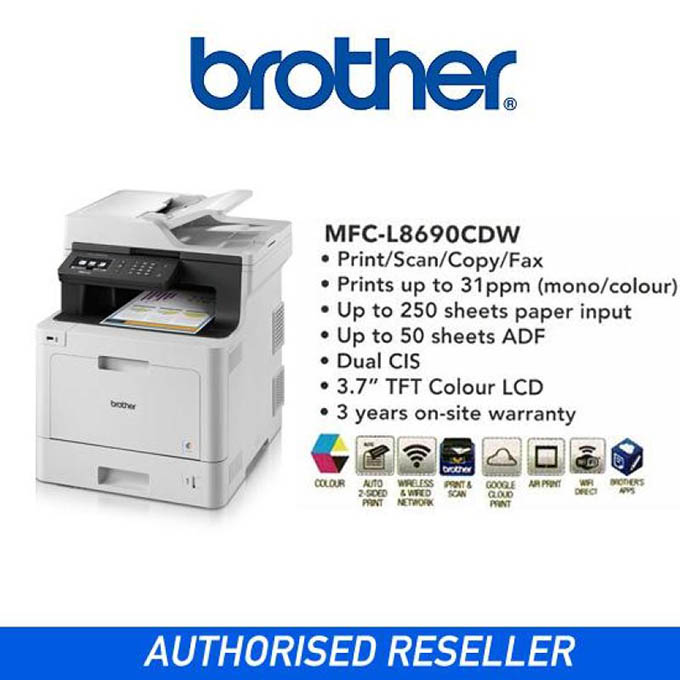 brother®
MFC-L8690CDW
• Print/Scan/Copy/Fax
• Prints up to 31ppm (mono/colour)
• Up to 250 sheets paper input
• Up to 50 sheets ADF
• Dual CIS
• 3.7” TFT Colour LCD
• 3 years on-site warranty
brother
brother
COLOUR
AUTO 2-SIDED PRINT
WIRELESS & WIRED NETWORK
IPRINT & SCAN
GOOGLE CLOUD PRINT
AIR PRINT
WIFI DIRECT
BROTHER'S APPS
AUTHORISED RESELLER